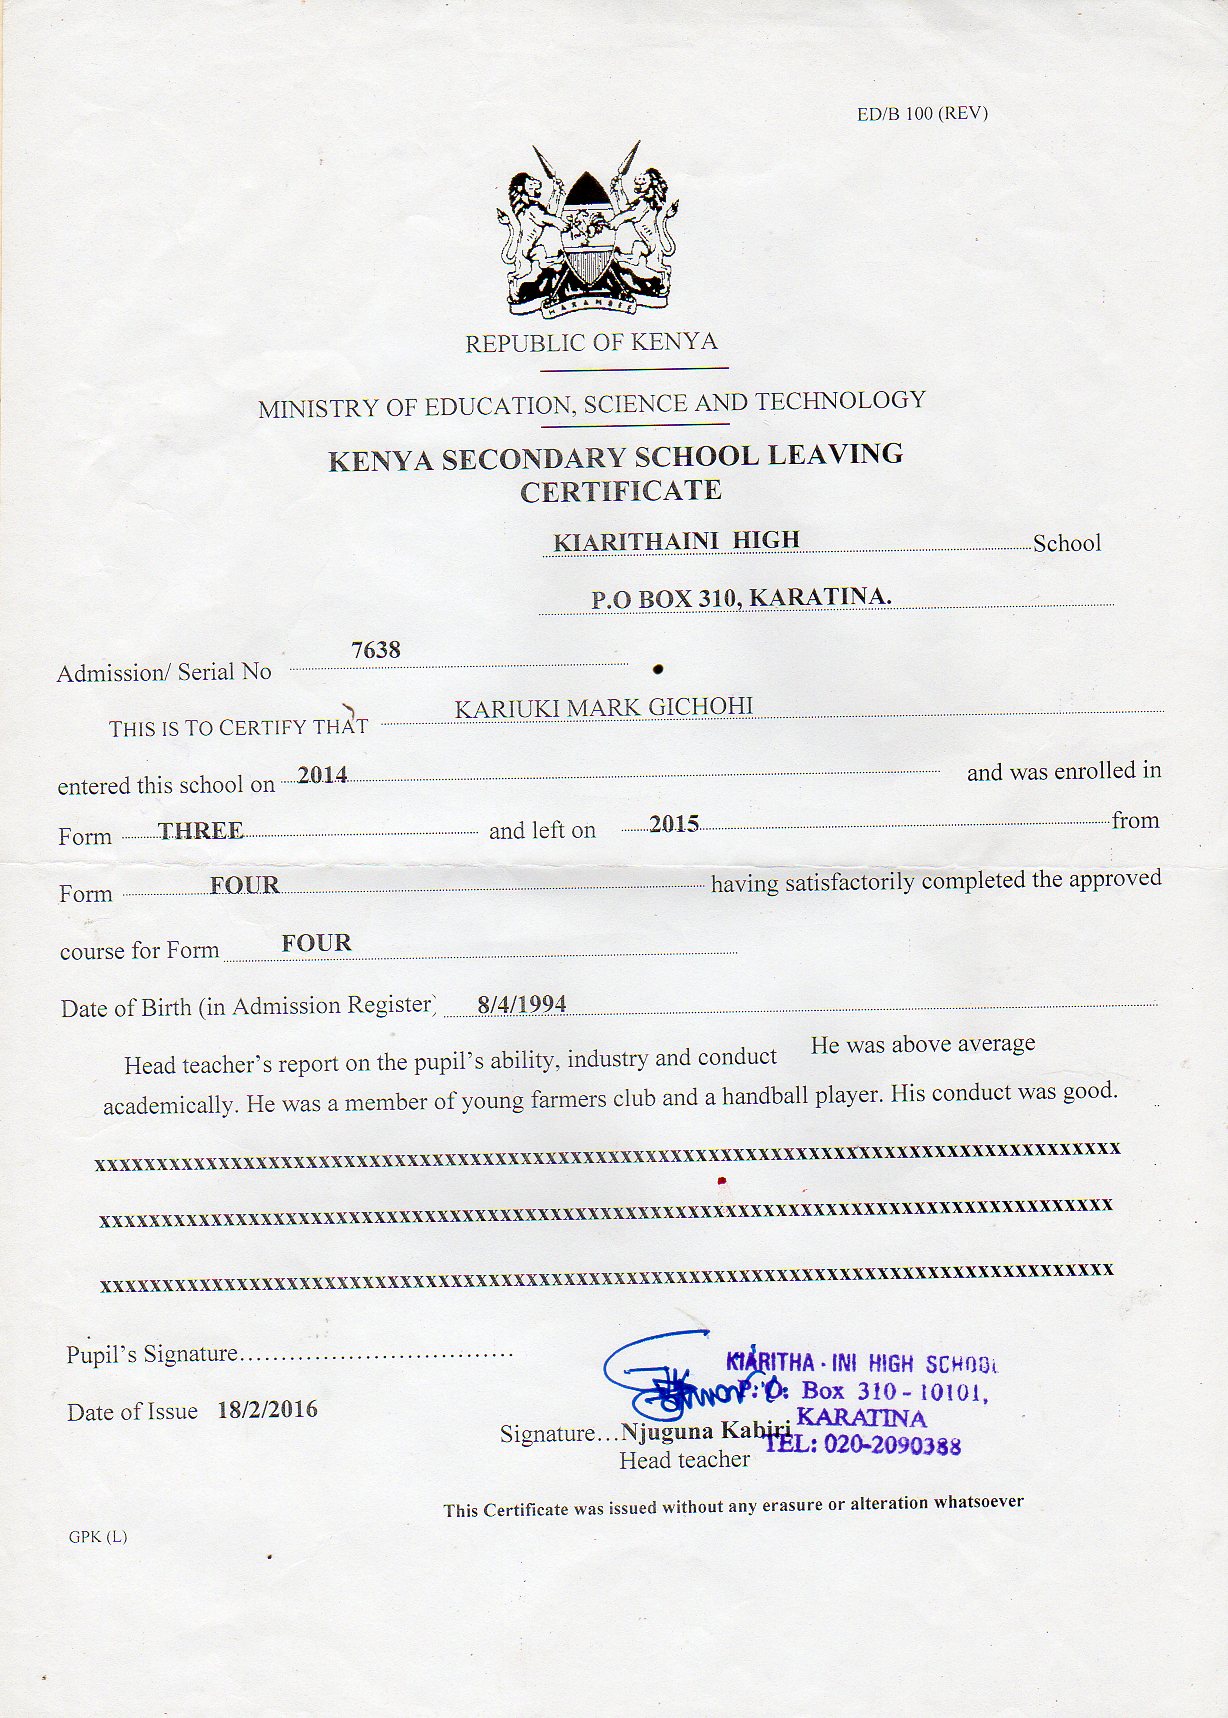 ED/B 100 (REV)
HARAMBEE
REPUBLIC OF KENYA
MINISTRY OF EDUCATION, SCIENCE AND TECHNOLOGY
KENYA SECONDARY SCHOOL LEAVING
CERTIFICATE
KIARITHAINI HIGH School
P.O BOX 310, KARATINA.
Admission/ Serial No 7638
THIS IS TO CERTIFY THAT KARIUKI MARK GICHOHI
entered this school on 2014 and was enrolled in
Form THREE and left on 2015 from
Form FOUR having satisfactorily completed the approved
course for Form FOUR
Date of Birth (in Admission Register) 8/4/1994
Head teacher's report on the pupil's ability, industry and conduct He was above average
academically. He was a member of young farmers club and a handball player. His conduct was good.
xxxxxxxxxxxxxxxxxxxxxxxxxxxxxxxxxxxxxxxxxxxxxxxxxxxxxxxxxxxxxxxxxxxxxxxxxxxxxxxxxxx
xxxxxxxxxxxxxxxxxxxxxxxxxxxxxxxxxxxxxxxxxxxxxxxxxxxxxxxxxxxxxxxxxxxxxxxxxxxxxxxxxx
xxxxxxxxxxxxxxxxxxxxxxxxxxxxxxxxxxxxxxxxxxxxxxxxxxxxxxxxxxxxxxxxxxxxxxxxxxxxxxxxxx
Pupil's Signature.................................
KIARITHA - INI HIGH SCHOOL
P. O. Box 310 - 10101,
KARATINA
TEL: 020-2090388
Date of Issue 18/2/2016
Signature...Njuguna Kabiri
Head teacher
This Certificate was issued without any erasure or alteration whatsoever
GPK (L)